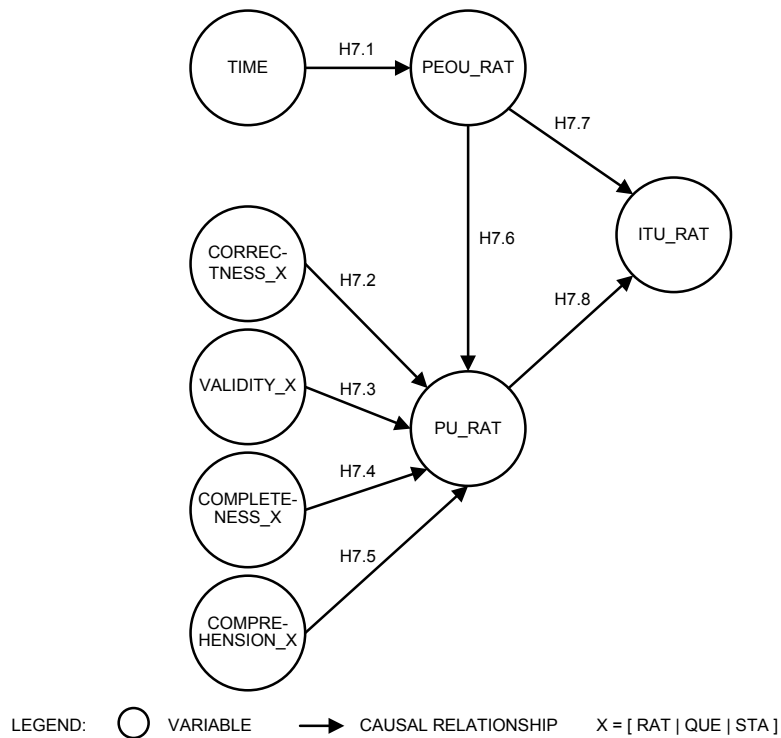 H7.1
TIME
PEOU_RAT
H7.7
CORREC-
TNESS_X
H7.2
H7.6
ITU_RAT
H7.8
VALIDITY_X
H7.3
PU_RAT
H7.4
COMPLETE-
NESS_X
H7.5
COMPRE-
HENSION_X
LEGEND: VARIABLE CAUSAL RELATIONSHIP X = [ RAT | QUE | STA ]